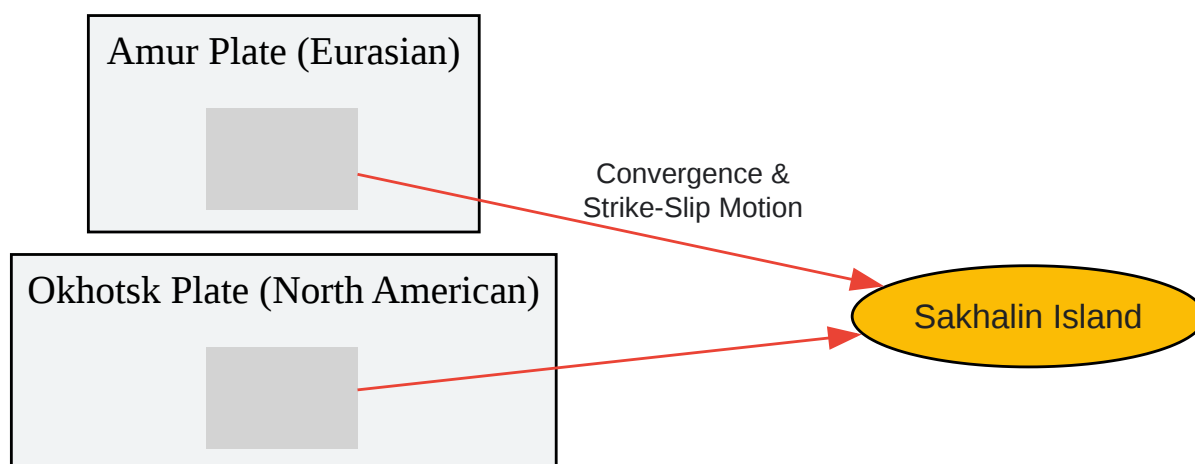 Amur Plate (Eurasian)
Convergence &
Strike-Slip Motion
Okhotsk Plate (North American)
Sakhalin Island